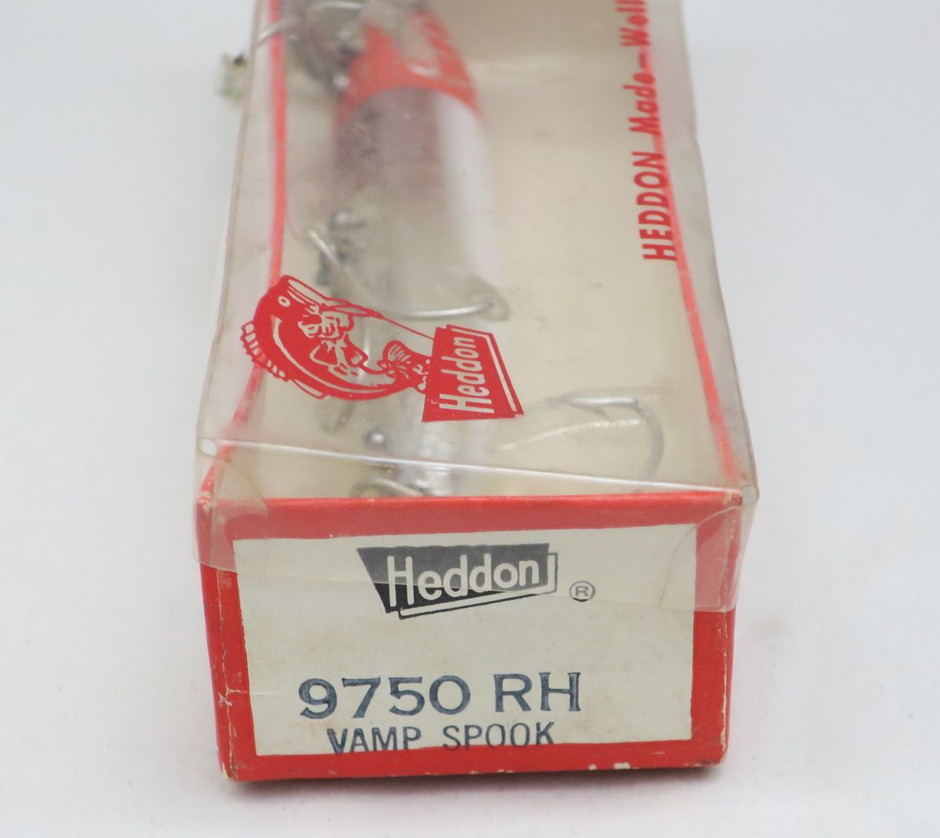 HEDDON Made—Well
Heddon
Heddon ®
9750 RH
VAMP SPOOK